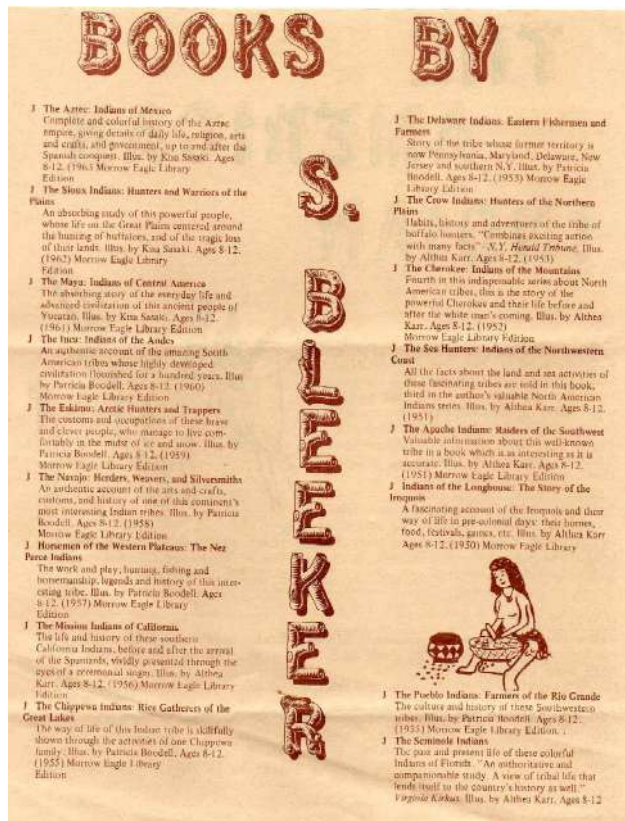 BOOKS BY
S. BLEEKER
J The Aztec: Indians of Mexico
Complete and colorful history of the Aztec
empire, giving details of daily life, religion, arts
and crafts, and government, up to and after the
Spanish conquest. Illus. by Kisa Sasaki. Ages
8-12. (1963 Morrow Eagle Library
Edition
J The Sioux Indians: Hunters and Warriors of the
Plains
An absorbing study of this powerful people,
whose life on the Great Plains centered around
the hunting of buffaloes, and of the tragic loss
of their lands. Illus. by Kisa Sasaki. Ages 8-12.
(1962) Morrow Eagle Library
Edition
J The Maya: Indians of Central America
The absorbing story of the everyday life and
advanced civilization of this ancient people of
Yucatan. Illus. by Kisa Sasaki. Ages 8-12.
(1961) Morrow Eagle Library Edition
J The Inca: Indians of the Andes
An authentic account of the amazing South
American tribes whose highly developed
civilization flourished for a hundred years. Illus
by Patricia Boodell. Ages 8-12. (1960)
Morrow Eagle Library Edition
J The Eskimo: Arctic Hunters and Trappers
The customs and occupations of these brave
and clever people, who manage to live com-
fortably in the midst of ice and snow. Illus. by
Patricia Boodell. Ages 8-12. (1959)
Morrow Eagle Library Edition
J The Navajo: Herders, Weavers, and Silversmiths
An authentic account of the arts and crafts,
customs, and history of one of this continent's
most interesting Indian tribes. Illus. by Patricia
Boodell. Ages 8-12. (1958)
Morrow Eagle Library Edition
J Horsemen of the Western Plateaus: The Nez
Perce Indians
The work and play, hunting, fishing and
horsemanship, legends and history of this inter-
esting tribe. Illus. by Patricia Boodell. Ages
8-12. (1957) Morrow Eagle Library
Edition
J The Mission Indians of California
The life and history of these southern
California Indians, before and after the arrival
of the Spaniards, vividly presented through the
eyes of a ceremonial singer. Illus. by Althea
Karr. Ages 8-12. (1956) Morrow Eagle Library
Edition
J The Chippewa Indians: Rice Gatherers of the
Great Lakes
The way of life of this Indian tribe is skillfully
shown through the activities of one Chippewa
family. Illus. by Patricia Boodell. Ages 8-12.
(1955) Morrow Eagle Library
Edition
J The Delaware Indians: Eastern Fishermen and
Farmers
Story of the tribe whose former territory is
now Pennsylvania, Maryland, Delaware, New
Jersey and southern N.Y. Illus. by Patricia
Boodell. Ages 8-12. (1953) Morrow Eagle
Library Edition
J The Crow Indians: Hunters of the Northern
Plains
Habits, history and adventures of the tribe of
buffalo hunters. "Combines exciting action
with many facts" - N.Y. Herald Tribune. Illus.
by Althea Karr. Ages 8-12. (1953)
J The Cherokee: Indians of the Mountains
Fourth in this indispensable series about North
American tribes, this is the story of the
powerful Cherokee and their life before and
after the white man's coming. Illus. by Althea
Karr. Ages 8-12. (1952)
Morrow Eagle Library Edition
J The Sea Hunters: Indians of the Northwestern
Coast
All the facts about the land and sea activities of
these fascinating tribes are told in this book,
third in the author's valuable North American
Indians series. Illus. by Althea Karr. Ages 8-12.
(1951)
J The Apache Indians: Raiders of the Southwest
Valuable information about this well-known
tribe in a book which is as interesting as it is
accurate. Illus. by Althea Karr. Ages 8-12.
(1951) Morrow Eagle Library Edition
J Indians of the Longhouse: The Story of the
Iroquois
A fascinating account of the Iroquois and their
way of life in pre-colonial days: their homes,
food, festivals, games, etc. Illus. by Althea Karr
Ages 8-12. (1950) Morrow Eagle Library
J The Pueblo Indians: Farmers of the Rio Grande
The culture and history of these Southwestern
tribes. Illus. by Patricia Boodell. Ages 8-12.
(1955) Morrow Eagle Library Edition.
J The Seminole Indians
The past and present life of these colorful
Indians of Florida. "An authoritative and
companionable study. A view of tribal life that
lends itself to the country's history as well."
Virginia Kirkus. Illus. by Althea Karr. Ages 8-12